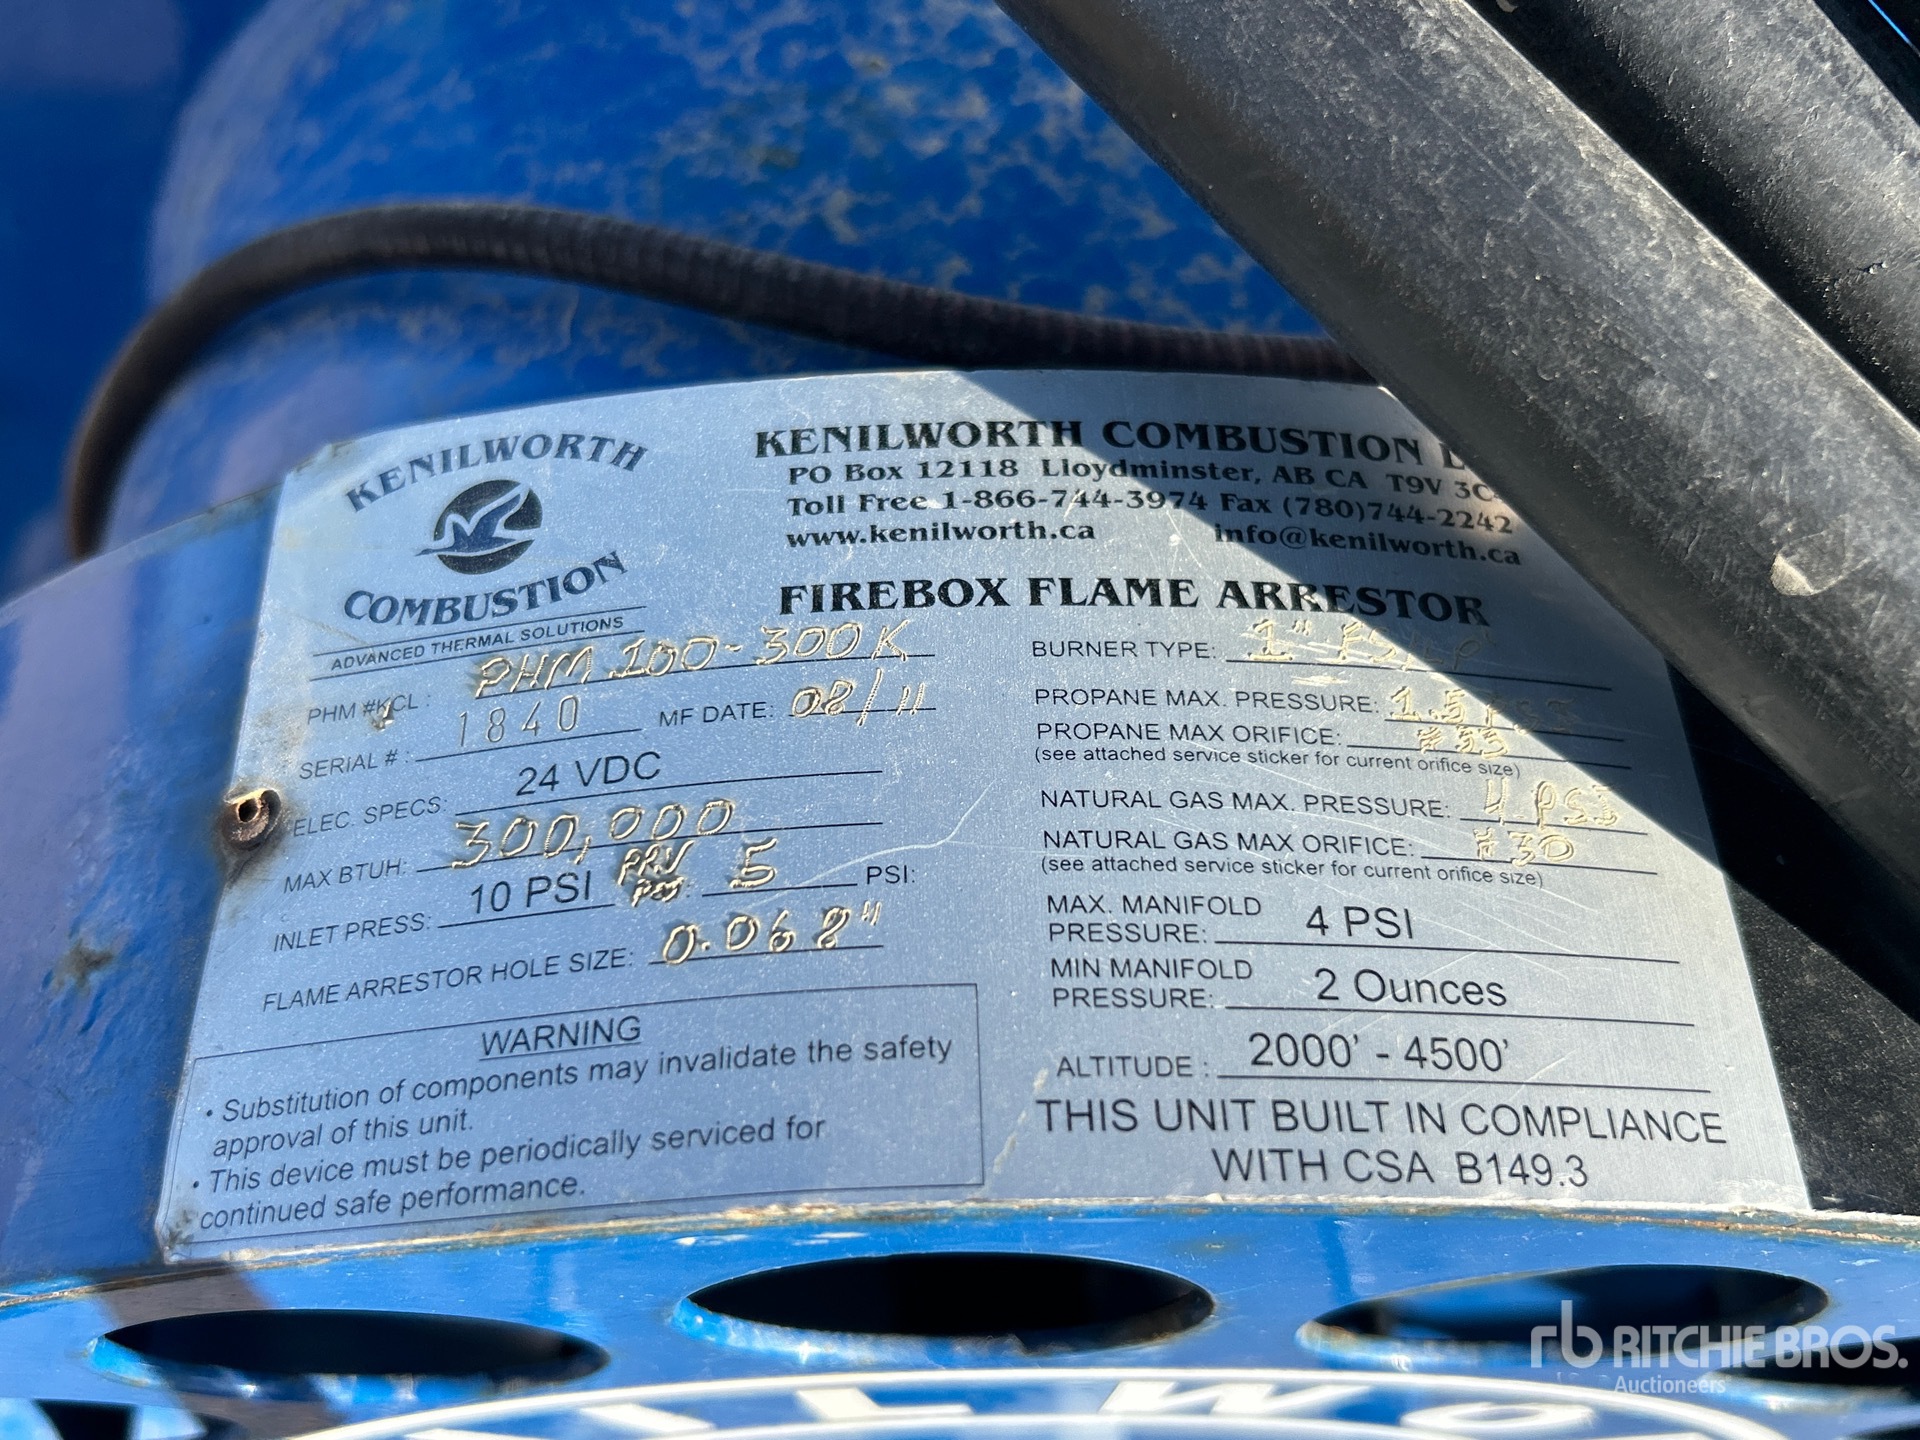 KENILWORTH
COMBUSTION
ADVANCED THERMAL SOLUTIONS
KENILWORTH COMBUSTION
PO Box 12118 Lloydminster, AB CA T9V
Toll Free 1-866-744-3974 Fax (780)744-2242
www.kenilworth.ca info@kenilworth.ca
FIREBOX FLAME ARRESTOR
PHM #KCL : PHM 100-300K
SERIAL # : 1840 MF DATE: 08/11
ELEC. SPECS: 24 VDC
MAX BTUH: 300,000
INLET PRESS: 10 PSI PRV 5 PSI:
FLAME ARRESTOR HOLE SIZE: 0.068"
WARNING
• Substitution of components may invalidate the safety
approval of this unit.
• This device must be periodically serviced for
continued safe performance.
BURNER TYPE: 1"
PROPANE MAX. PRESSURE: 1.5
PROPANE MAX ORIFICE:
(see attached service sticker for current orifice size)
NATURAL GAS MAX. PRESSURE: 4 PSI
NATURAL GAS MAX ORIFICE: #30
(see attached service sticker for current orifice size)
MAX. MANIFOLD
PRESSURE: 4 PSI
MIN MANIFOLD
PRESSURE: 2 Ounces
ALTITUDE : 2000' - 4500'
THIS UNIT BUILT IN COMPLIANCE
WITH CSA B149.3
rb RITCHIE BROS.
Auctioneers